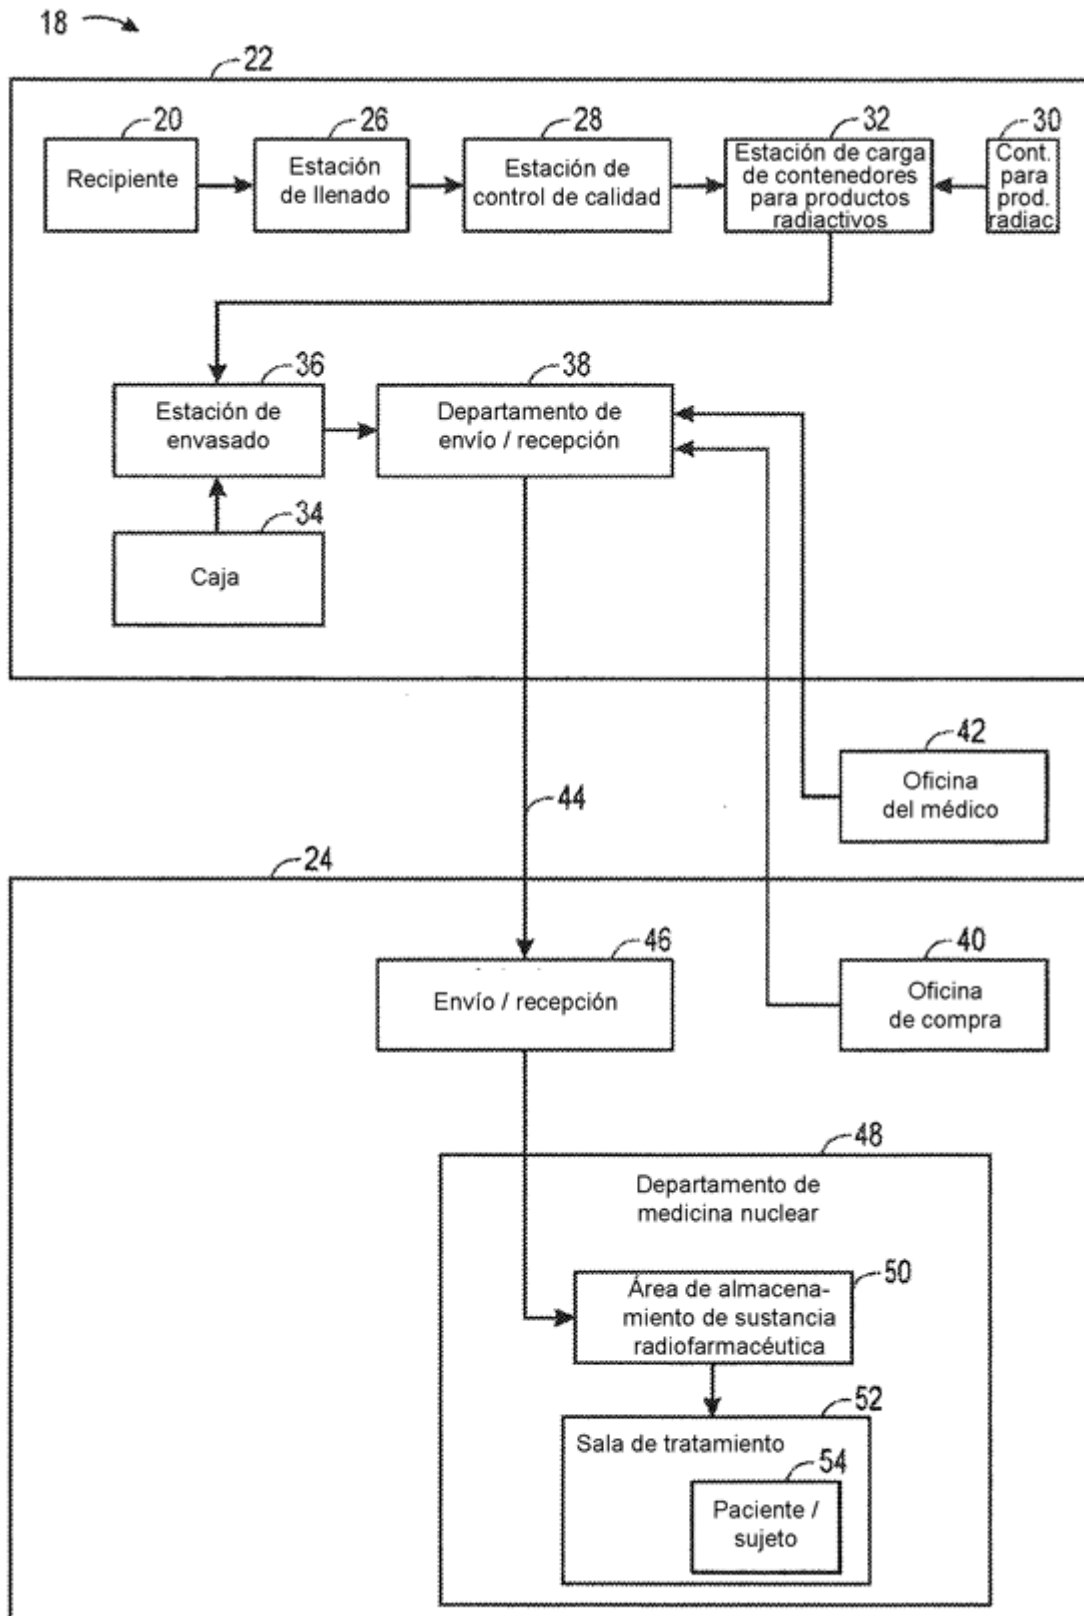 18
22
20
26
28
32
30
Recipiente
Estación
de llenado
Estación de
control de calidad
Estación de carga
de contenedores
para productos
radiactivos
Cont.
para
prod.
radiac.
36
38
Estación de
envasado
Departamento de
envío / recepción
34
Caja
42
Oficina
del médico
44
24
46
40
Envío / recepción
Oficina
de compra
48
Departamento de
medicina nuclear
50
Área de almacena-
miento de sustancia
radiofarmacéutica
52
Sala de tratamiento
54
Paciente /
sujeto